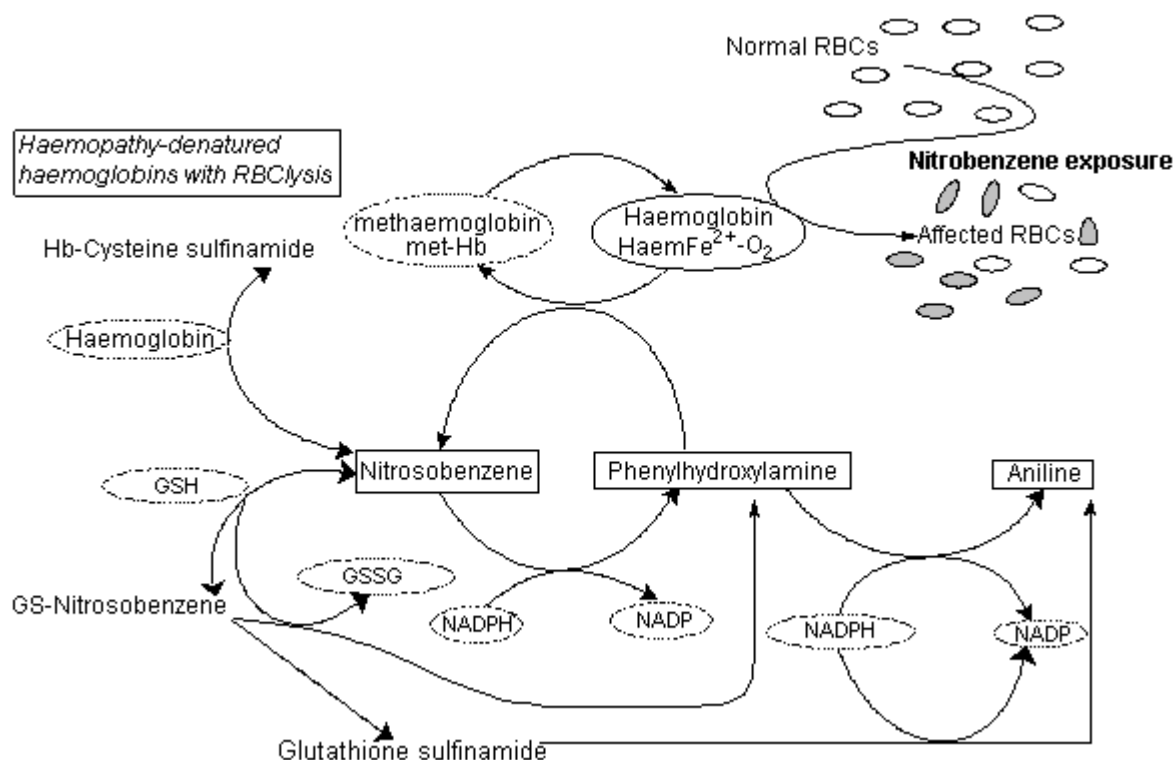 Normal RBCs
Haemopathy-denatured
haemoglobins with RBClysis
Nitrobenzene exposure
methaemoglobin
met-Hb
Haemoglobin
HaemFe2+-O2
Affected RBCs
Hb-Cysteine sulfinamide
Haemoglobin
Nitrosobenzene
Phenylhydroxylamine
Aniline
GSH
GSSG
GS-Nitrosobenzene
NADPH
NADP
NADPH
NADP
Glutathione sulfinamide